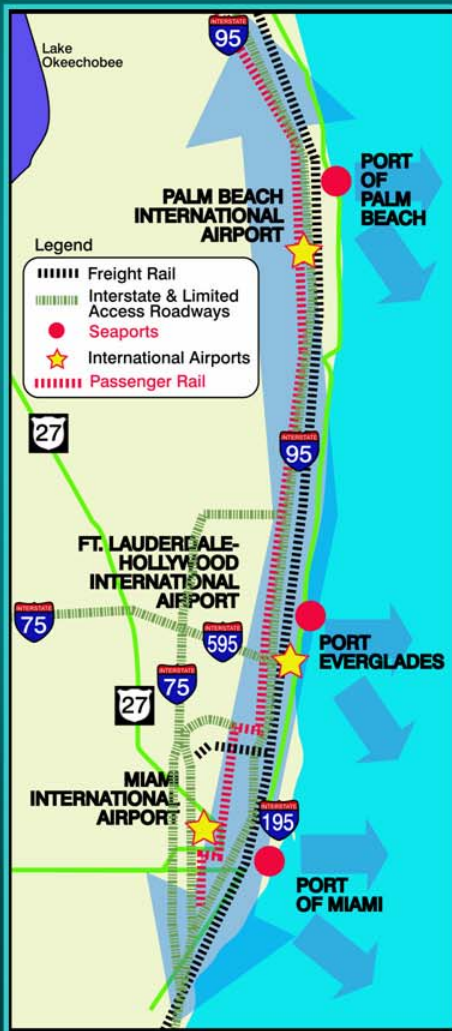 INTERSTATE
95
Lake
Okeechobee
PORT
OF
PALM
BEACH
PALM BEACH
INTERNATIONAL
AIRPORT
Legend
Freight Rail
Interstate & Limited
Access Roadways
Seaports
International Airports
Passenger Rail
27
INTERSTATE
95
FT. LAUDERDALE-
HOLLYWOOD
INTERNATIONAL
AIRPORT
INTERSTATE
75
INTERSTATE
595
PORT
EVERGLADES
INTERSTATE
75
27
MIAMI
INTERNATIONAL
AIRPORT
INTERSTATE
195
PORT
OF MIAMI